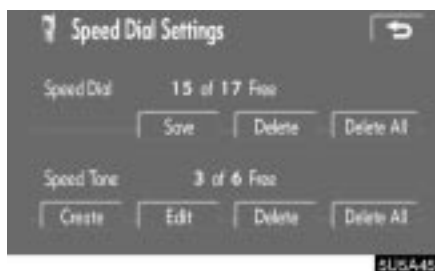 Speed Dial Settings
Speed Dial 15 of 17 Free
Save Delete Delete All
Speed Tone 3 of 6 Free
Create Edit Delete Delete All
5U5A45